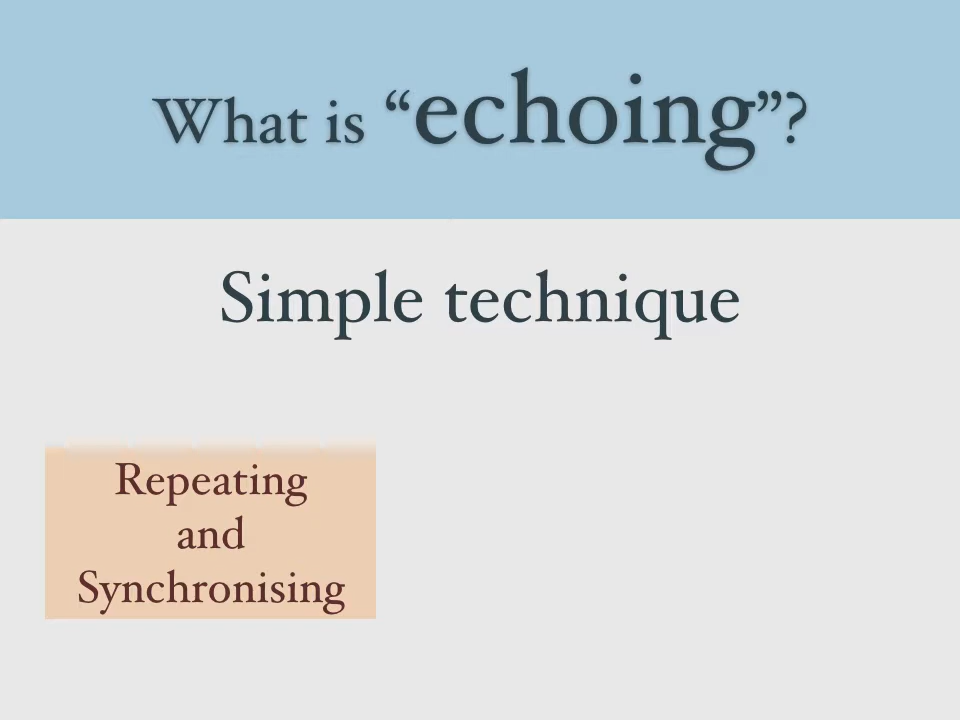 What is “echoing”?
Simple technique
Repeating
and
Synchronising